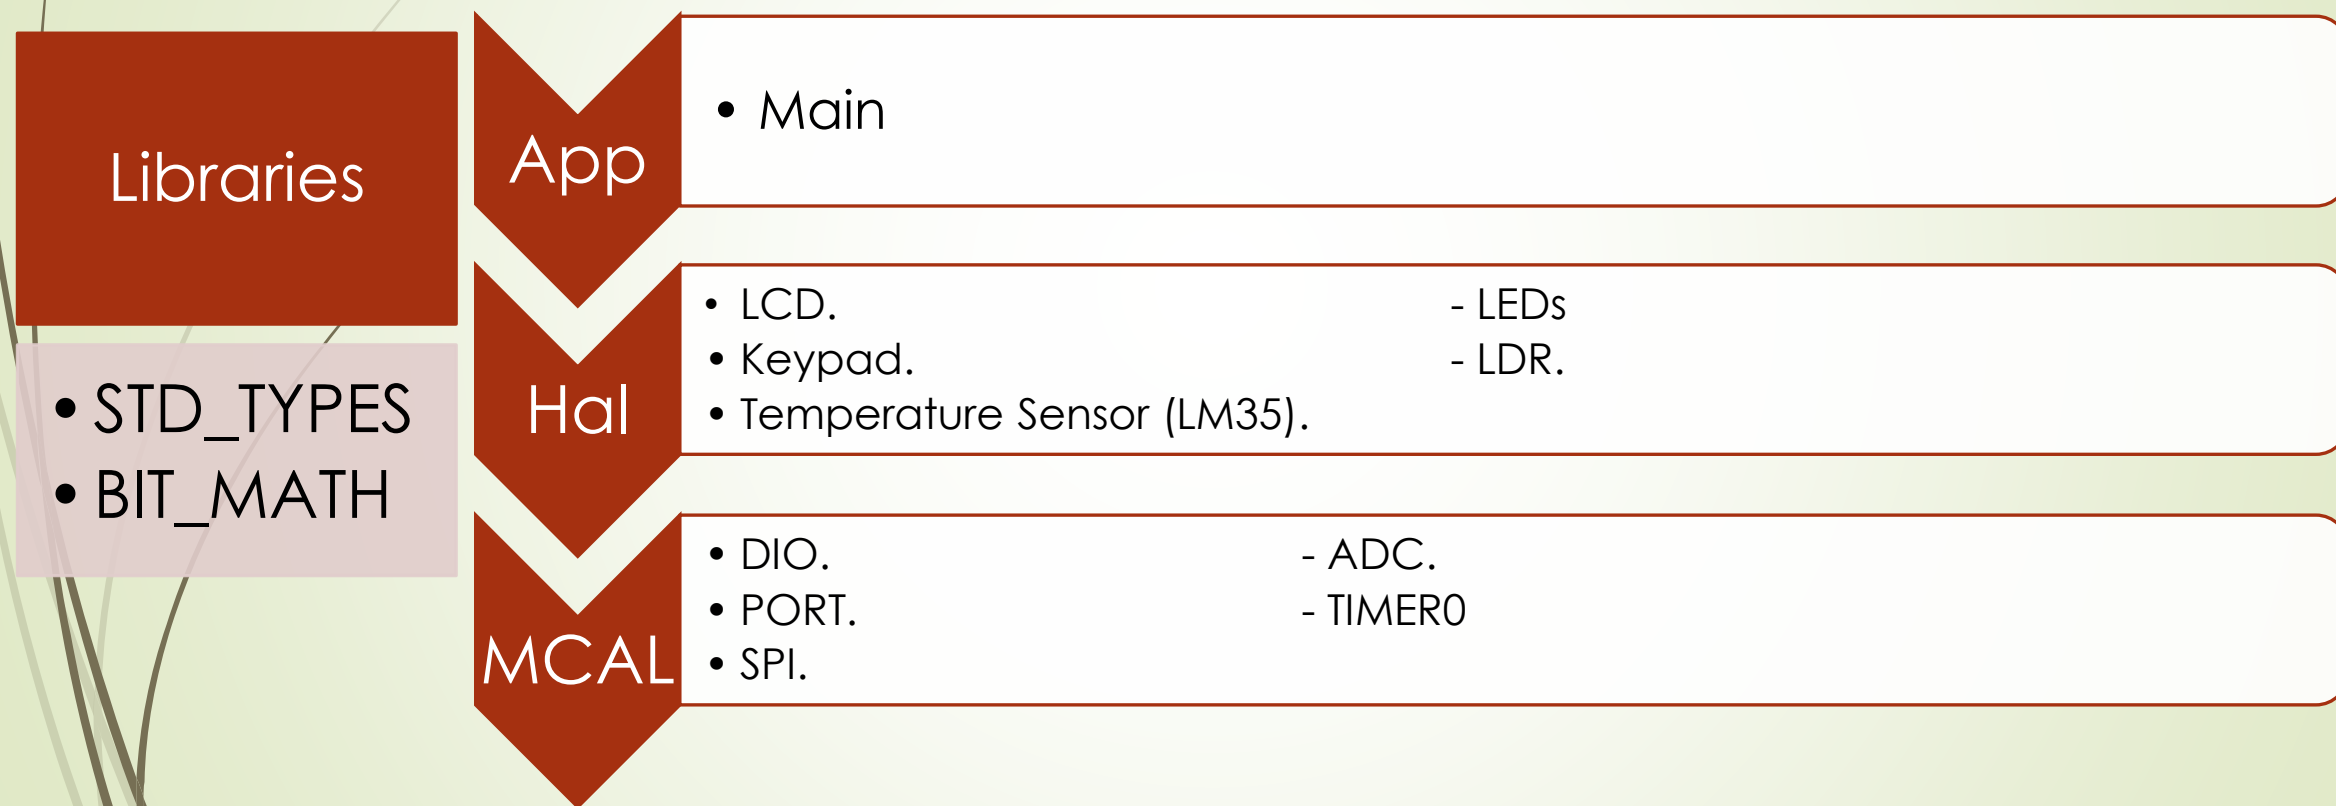 Libraries
• STD_TYPES
• BIT_MATH
App
• Main
Hal
• LCD. - LEDs
• Keypad. - LDR.
• Temperature Sensor (LM35).
MCAL
• DIO. - ADC.
• PORT. - TIMER0
• SPI.